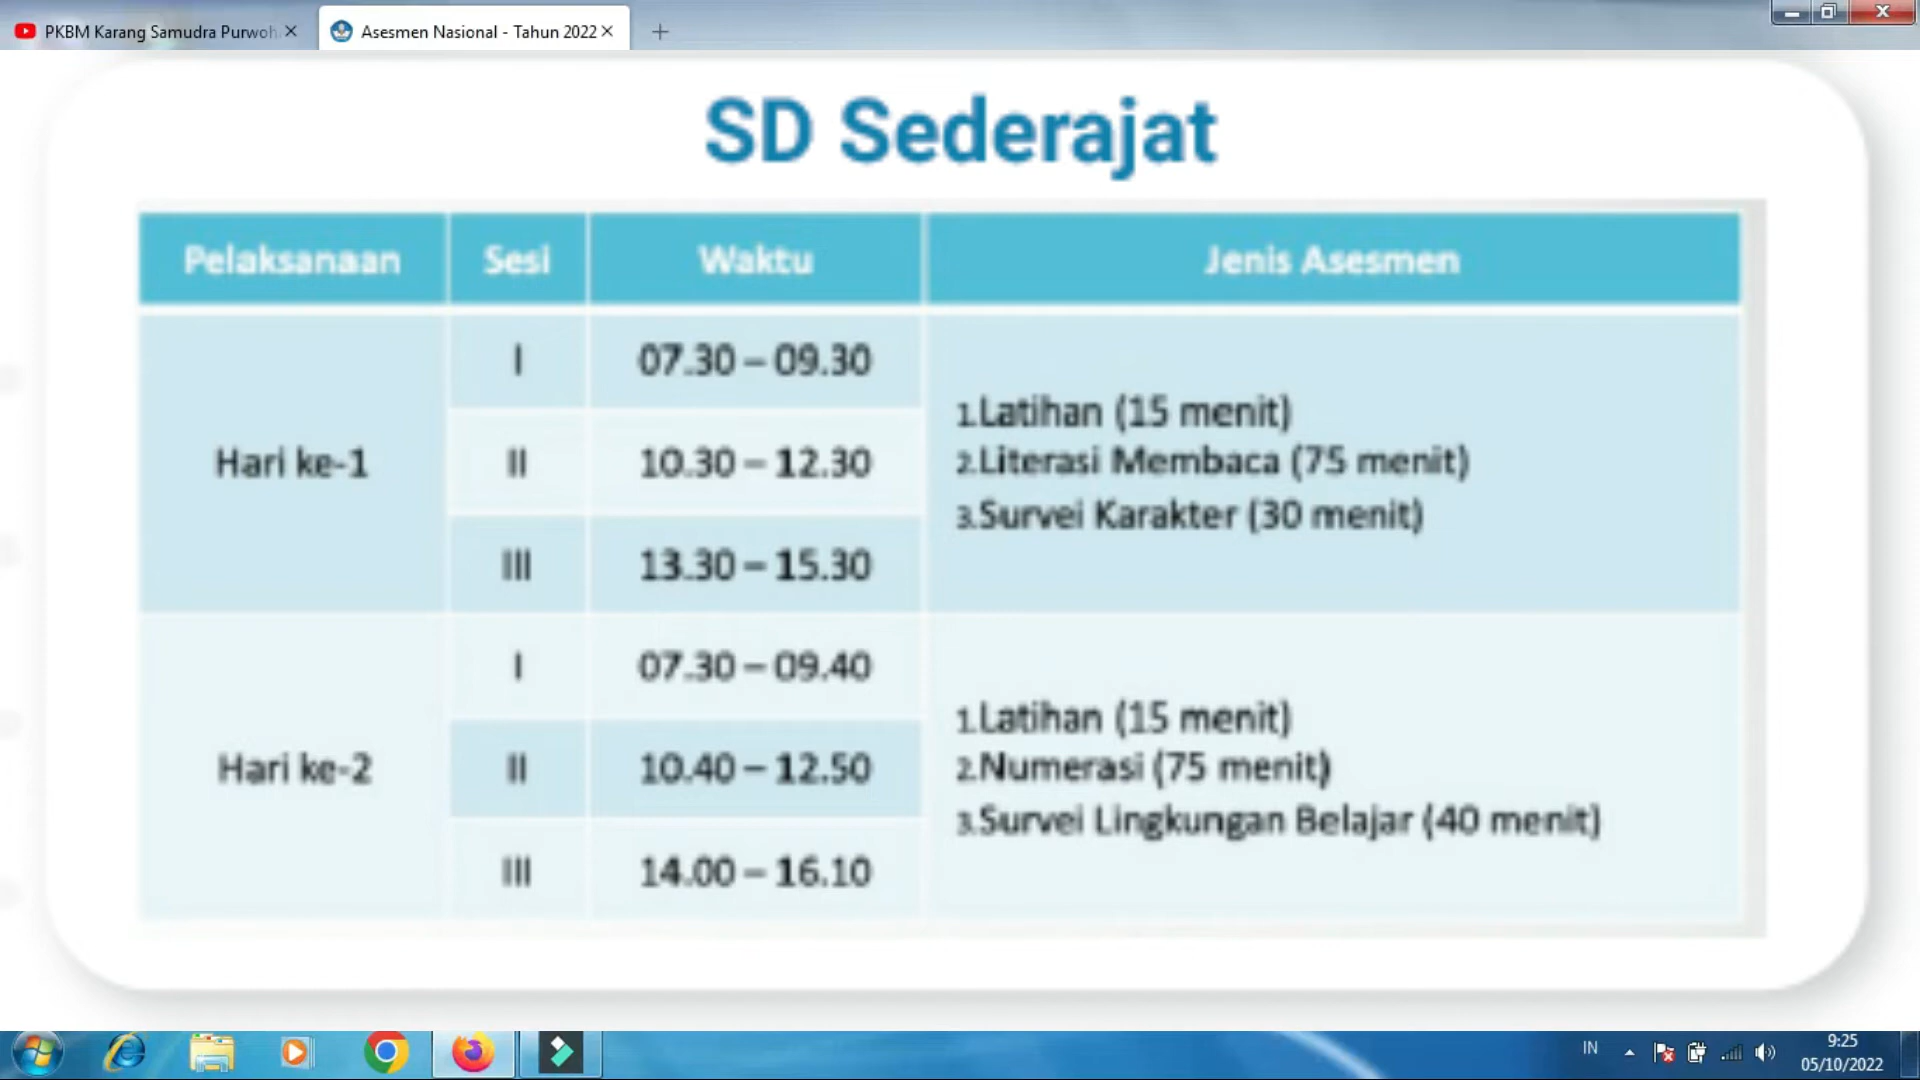 PKBM Karang Samudra Purwoh
Asesmen Nasional - Tahun 2022
SD Sederajat
Pelaksanaan Sesi Waktu Jenis Asesmen
Hari ke-1
I 07.30 – 09.30
II 10.30 – 12.30
III 13.30 – 15.30
1.Latihan (15 menit)
2.Literasi Membaca (75 menit)
3.Survei Karakter (30 menit)
Hari ke-2
I 07.30 – 09.40
II 10.40 – 12.50
III 14.00 – 16.10
1.Latihan (15 menit)
2.Numerasi (75 menit)
3.Survei Lingkungan Belajar (40 menit)
IN
9:25
05/10/2022